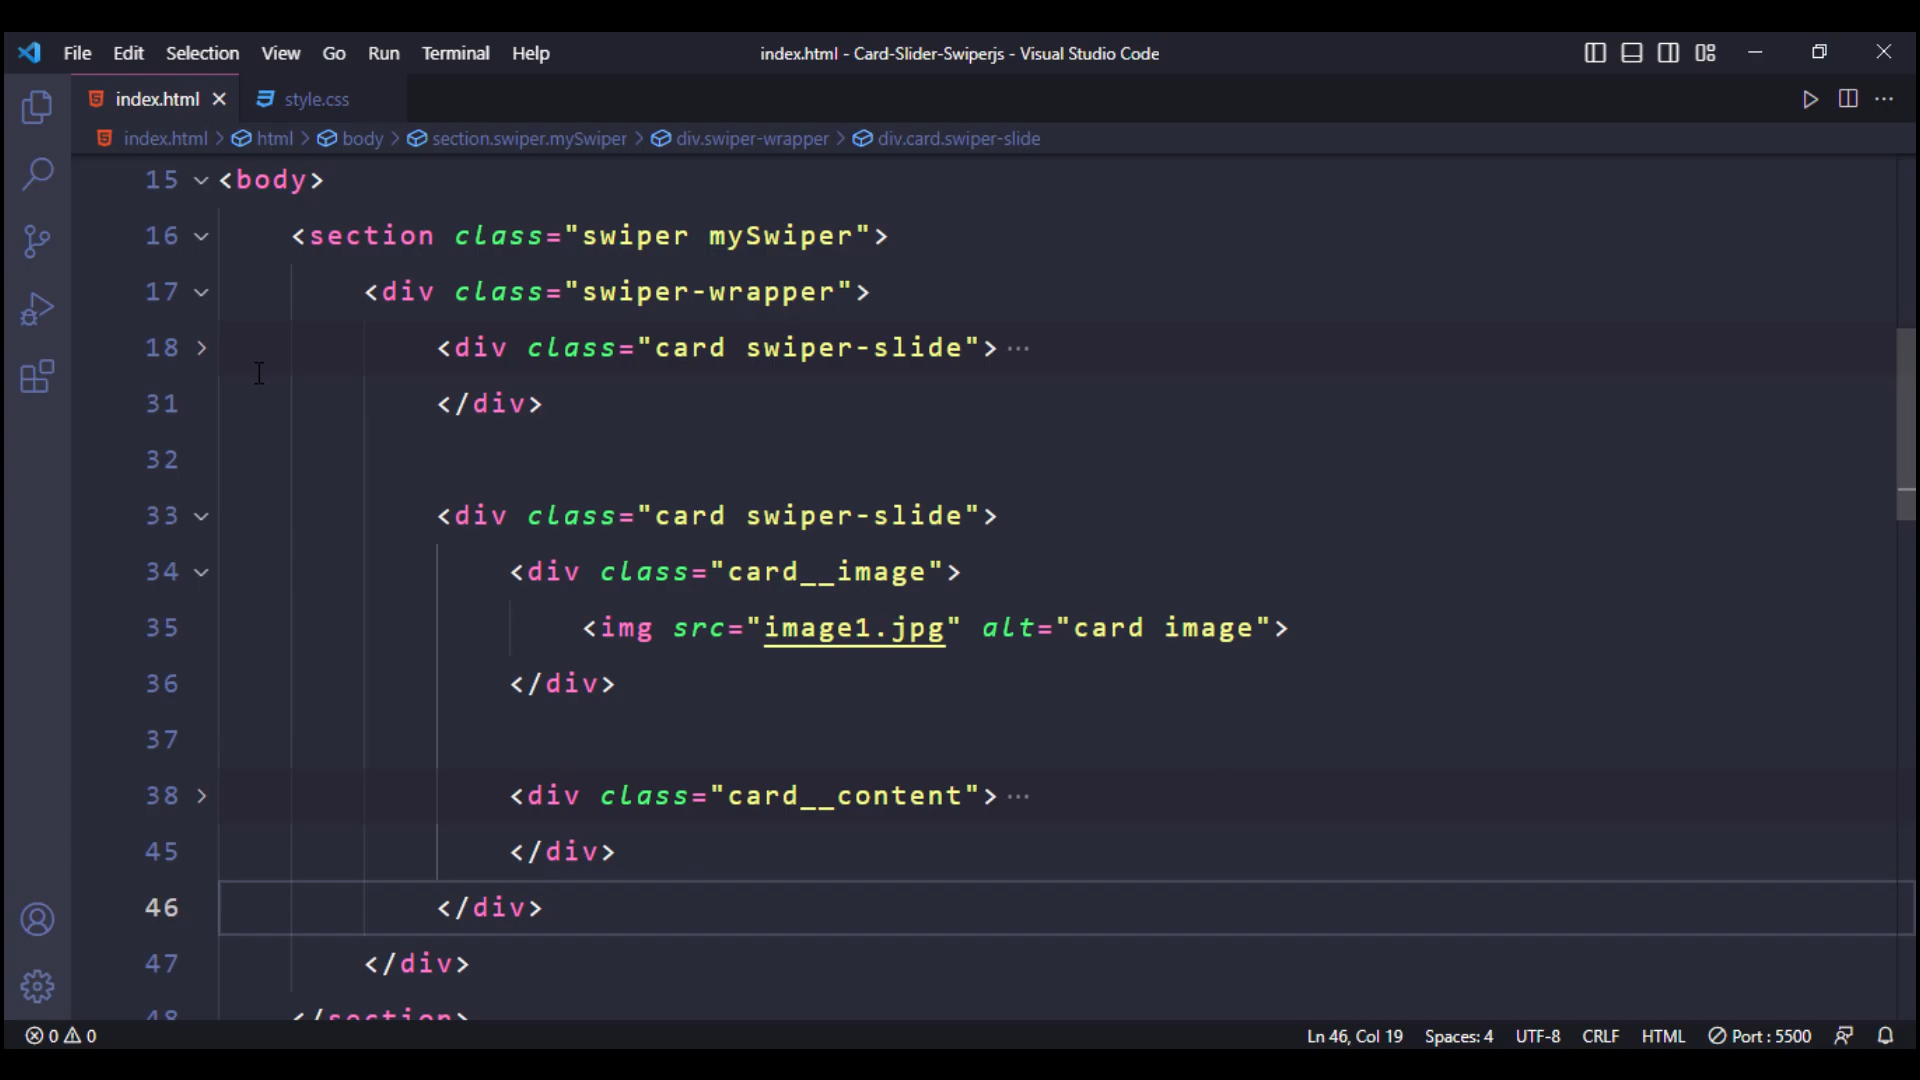 File Edit Selection View Go Run Terminal Help index.html - Card-Slider-Swiperjs - Visual Studio Code
index.html style.css
index.html > html > body > section.swiper.mySwiper > div.swiper-wrapper > div.card.swiper-slide
15 <body>
16 <section class="swiper mySwiper">
17 <div class="swiper-wrapper">
18 <div class="card swiper-slide">···
31 </div>
32
33 <div class="card swiper-slide">
34 <div class="card__image">
35 <img src="image1.jpg" alt="card image">
36 </div>
37
38 <div class="card__content">···
45 </div>
46 </div>
47 </div>
48 </section>
0 0 Ln 46, Col 19 Spaces: 4 UTF-8 CRLF HTML Port : 5500